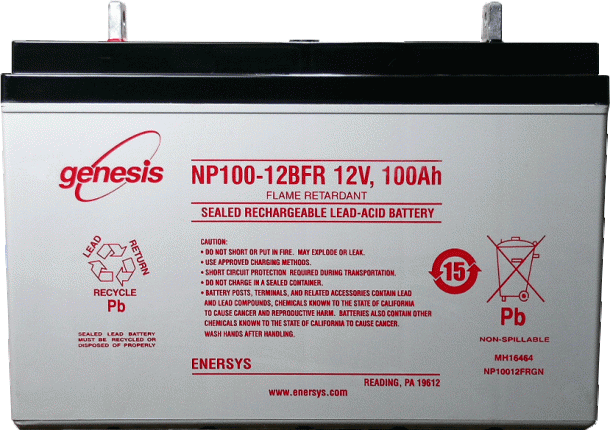 genesis
NP100-12BFR 12V, 100Ah
FLAME RETARDANT
SEALED RECHARGEABLE LEAD-ACID BATTERY
LEAD RETURN
RECYCLE
Pb
SEALED LEAD BATTERY
MUST BE RECYCLED OR
DISPOSED OF PROPERLY
CAUTION:
• DO NOT SHORT OR PUT IN FIRE. MAY EXPLODE OR LEAK.
• USE APPROVED CHARGING METHODS.
• SHORT CIRCUIT PROTECTION REQUIRED DURING TRANSPORTATION.
• DO NOT CHARGE IN A SEALED CONTAINER.
• BATTERY POSTS, TERMINALS, AND RELATED ACCESSORIES CONTAIN LEAD
AND LEAD COMPOUNDS, CHEMICALS KNOWN TO THE STATE OF CALIFORNIA
TO CAUSE CANCER AND REPRODUCTIVE HARM. BATTERIES ALSO CONTAIN OTHER
CHEMICALS KNOWN TO THE STATE OF CALIFORNIA TO CAUSE CANCER.
WASH HANDS AFTER HANDLING.
15
Pb
NON-SPILLABLE
MH16464
NP10012FRGN
ENERSYS
READING, PA 19612
www.enersys.com